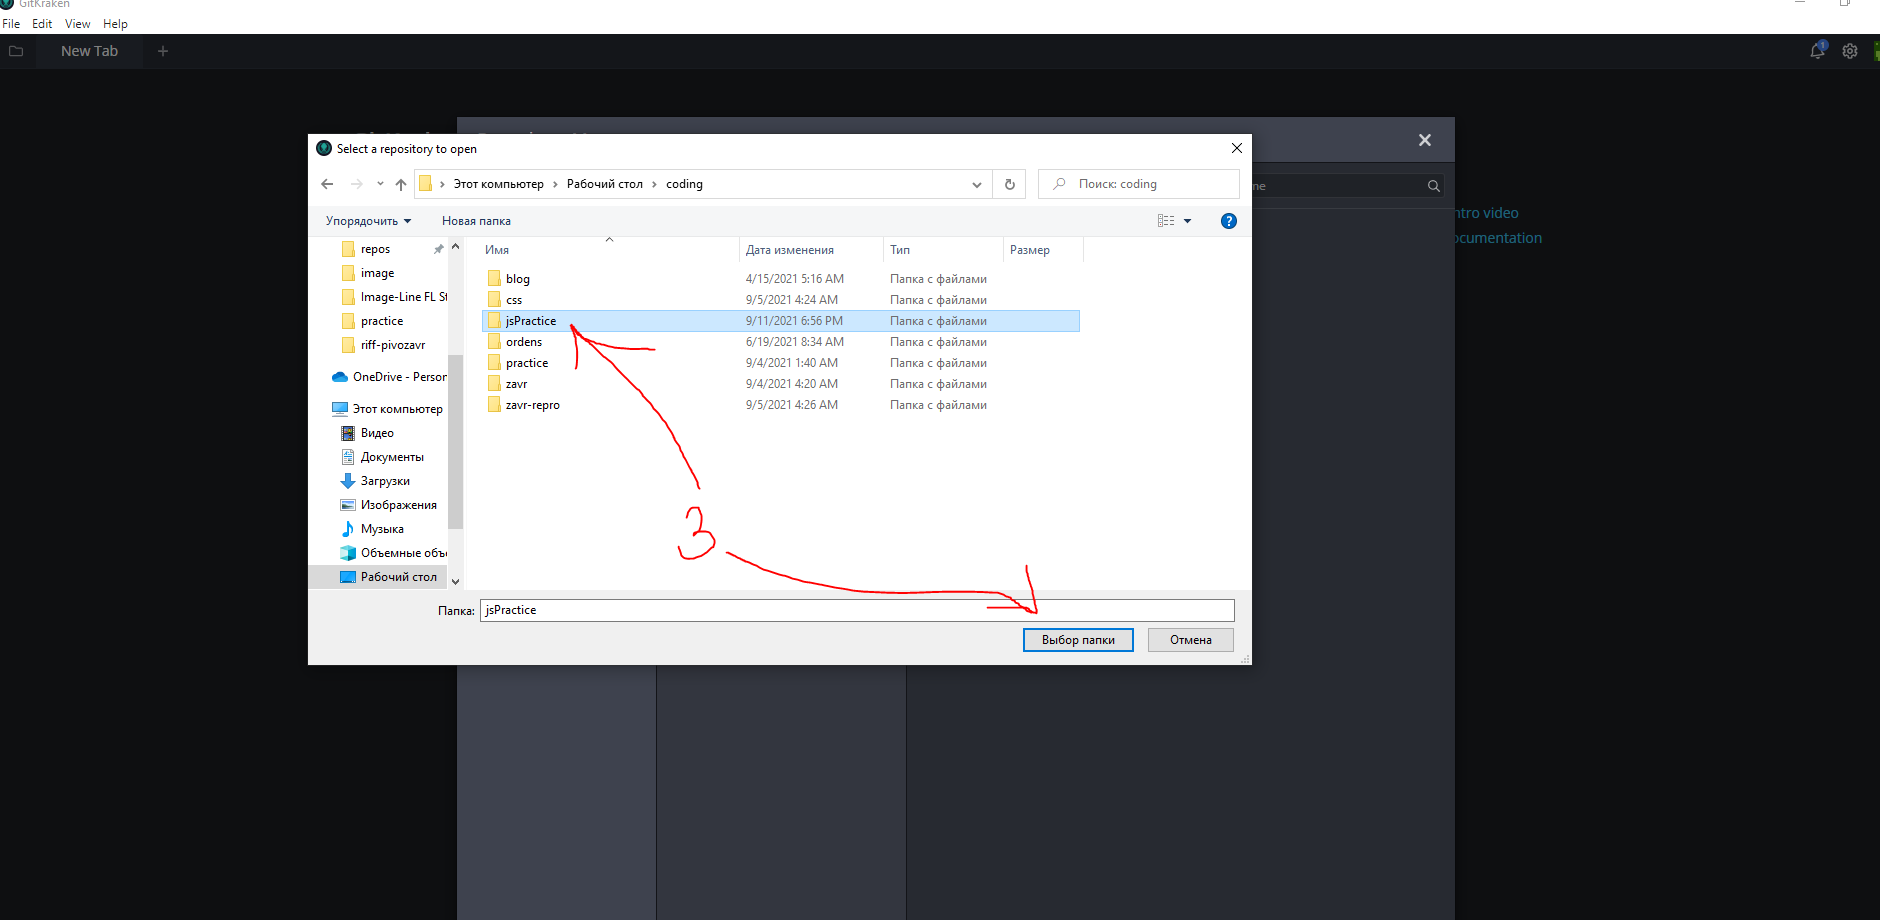 GitKraken
File Edit View Help
New Tab +
1
Select a repository to open
Этот компьютер › Рабочий стол › coding
Поиск: coding
me
Упорядочить Новая папка
?
ntro video
ocumentation
repos
image
Image-Line FL St
practice
riff-pivozavr
OneDrive - Person
Этот компьютер
Видео
Документы
Загрузки
Изображения
Музыка
Объемные объе
Рабочий стол
Имя Дата изменения Тип Размер
blog 4/15/2021 5:16 AM Папка с файлами
css 9/5/2021 4:24 AM Папка с файлами
jsPractice 9/11/2021 6:56 PM Папка с файлами
ordens 6/19/2021 8:34 AM Папка с файлами
practice 9/4/2021 1:40 AM Папка с файлами
zavr 9/4/2021 4:20 AM Папка с файлами
zavr-repro 9/5/2021 4:26 AM Папка с файлами
3
Папка: jsPractice
Выбор папки Отмена